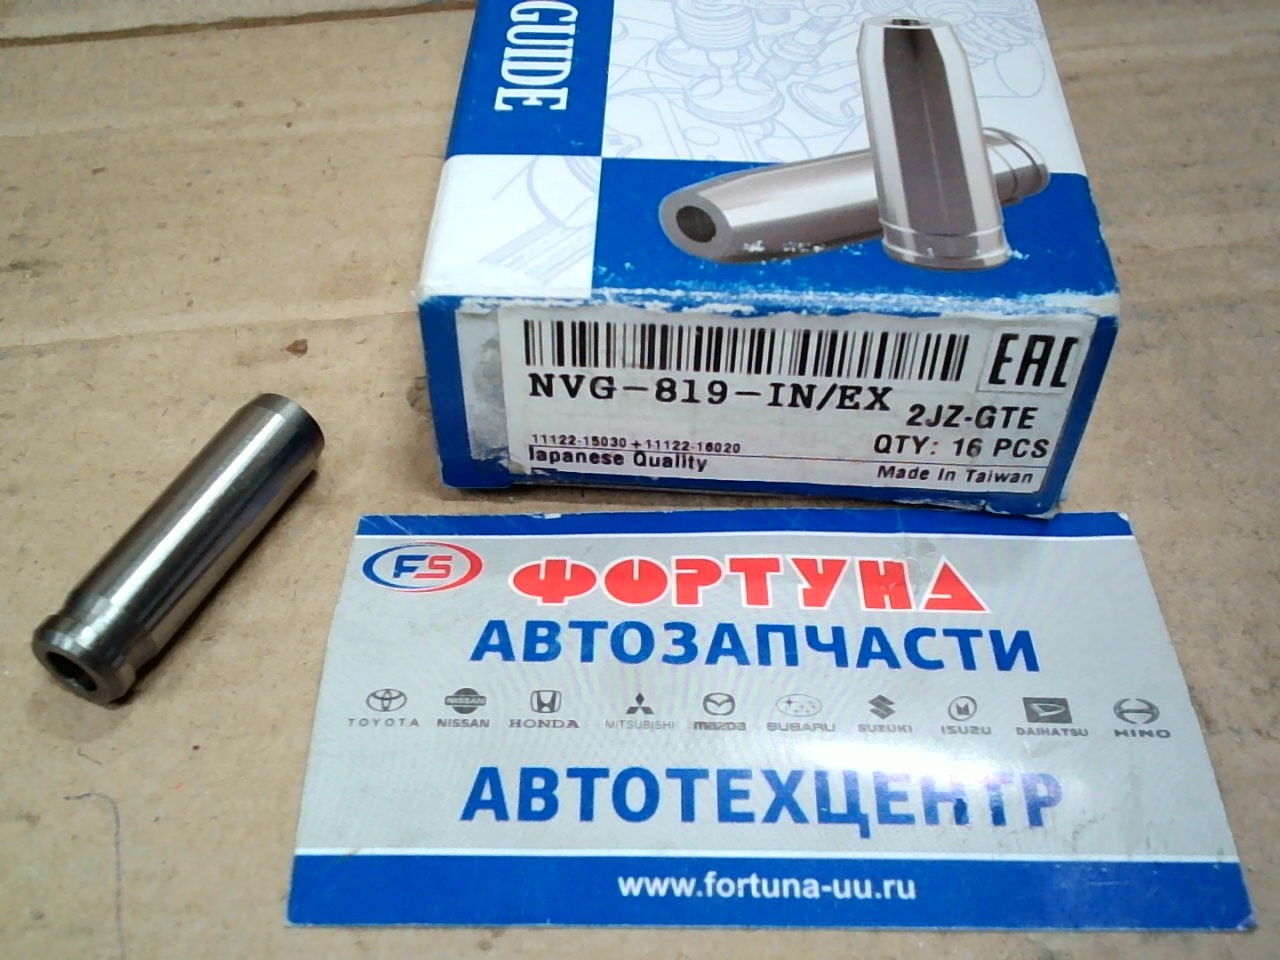 GUIDE
EAC
NVG-819-IN/EX
2JZ-GTE
11122-15030+11122-16020
QTY: 16 PCS
Japanese Quality
Made In Taiwan
FS
ФОРТУНА
АВТОЗАПЧАСТИ
TOYOTA NISSAN HONDA MITSUBISHI mazda SUBARU SUZUKI ISUZU DAIHATSU HINO
АВТОТЕХЦЕНТР
www.fortuna-uu.ru